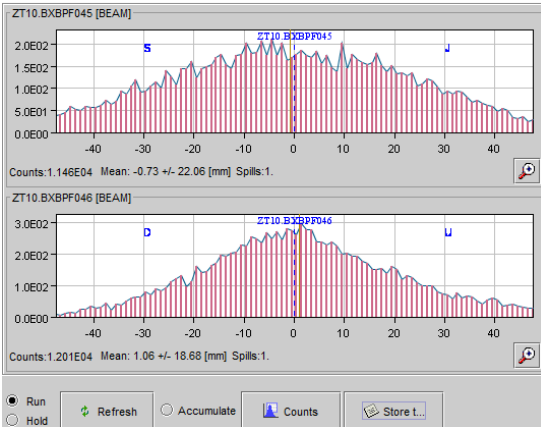 ZT10.BXBPF045 [BEAM]
ZT10.BXBPF045
S J
2.0E02
1.5E02
1.0E02
5.0E01
0.0E00
-40 -30 -20 -10 0 10 20 30 40
Counts:1.146E04 Mean: -0.73 +/- 22.06 [mm] Spills:1.
ZT10.BXBPF046 [BEAM]
ZT10.BXBPF046
D U
3.0E02
2.0E02
1.0E02
0.0E00
-40 -30 -20 -10 0 10 20 30 40
Counts:1.201E04 Mean: 1.06 +/- 18.68 [mm] Spills:1.
Run
Hold
Refresh
Accumulate
Counts
Store t...